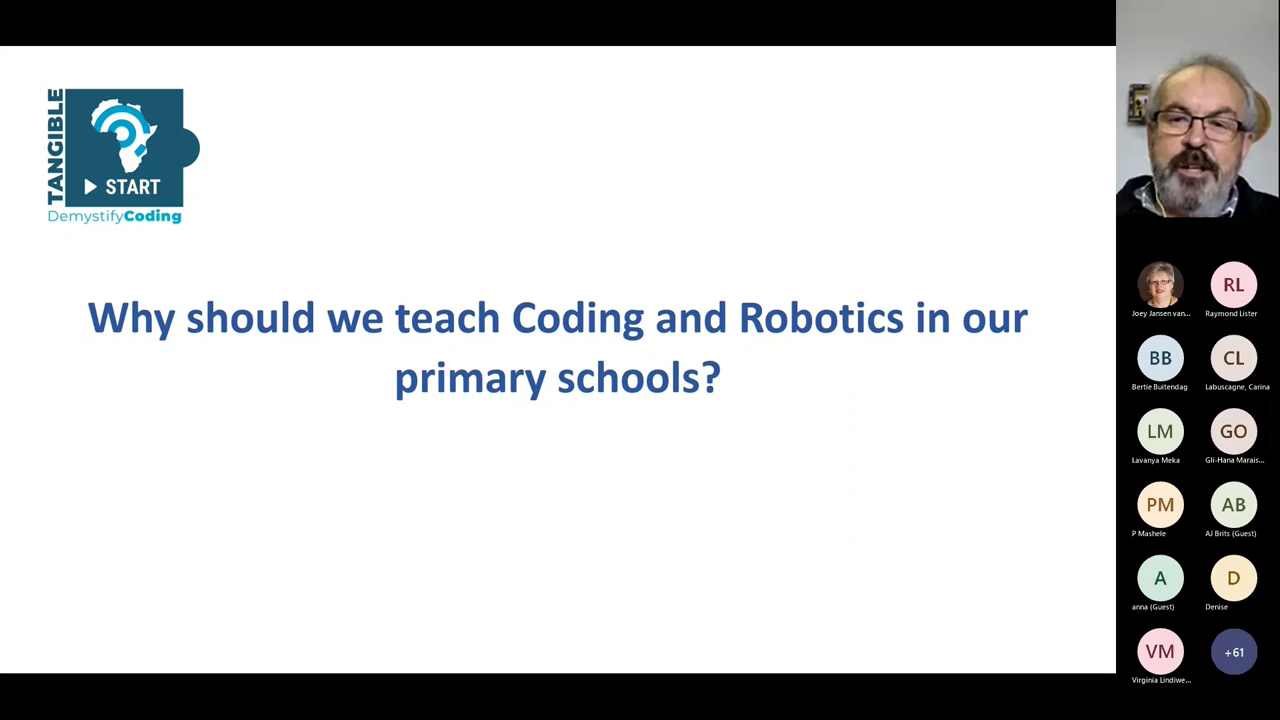 TANGIBLE
START
DemystifyCoding
Why should we teach Coding and Robotics in our
primary schools?
Joey Jansen van...
RL
Raymond Lister
BB
Bertie Buitendag
CL
Labuscagne, Carina
LM
Lavanya Meka
GO
Gli-Hana Marais...
PM
P Mashele
AB
AJ Brits (Guest)
A
anna (Guest)
D
Denise
VM
Virginia Lindiwe...
+61